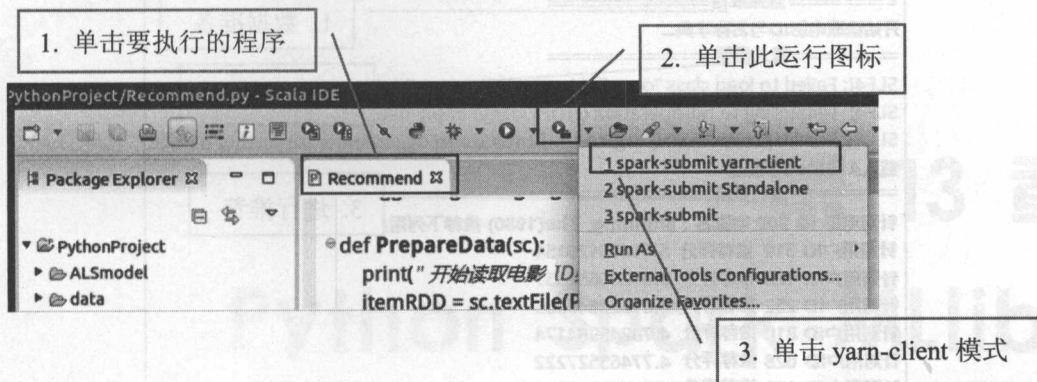 1. 单击要执行的程序
2. 单击此运行图标
PythonProject/Recommend.py - Scala IDE
Package Explorer
Recommend
PythonProject
ALSmodel
data
def PrepareData(sc):
print("开始读取电影 ID
itemRDD = sc.textFile(P
1 spark-submit yarn-client
2 spark-submit Standalone
3 spark-submit
Run As
External Tools Configurations...
Organize Favorites...
3. 单击 yarn-client 模式